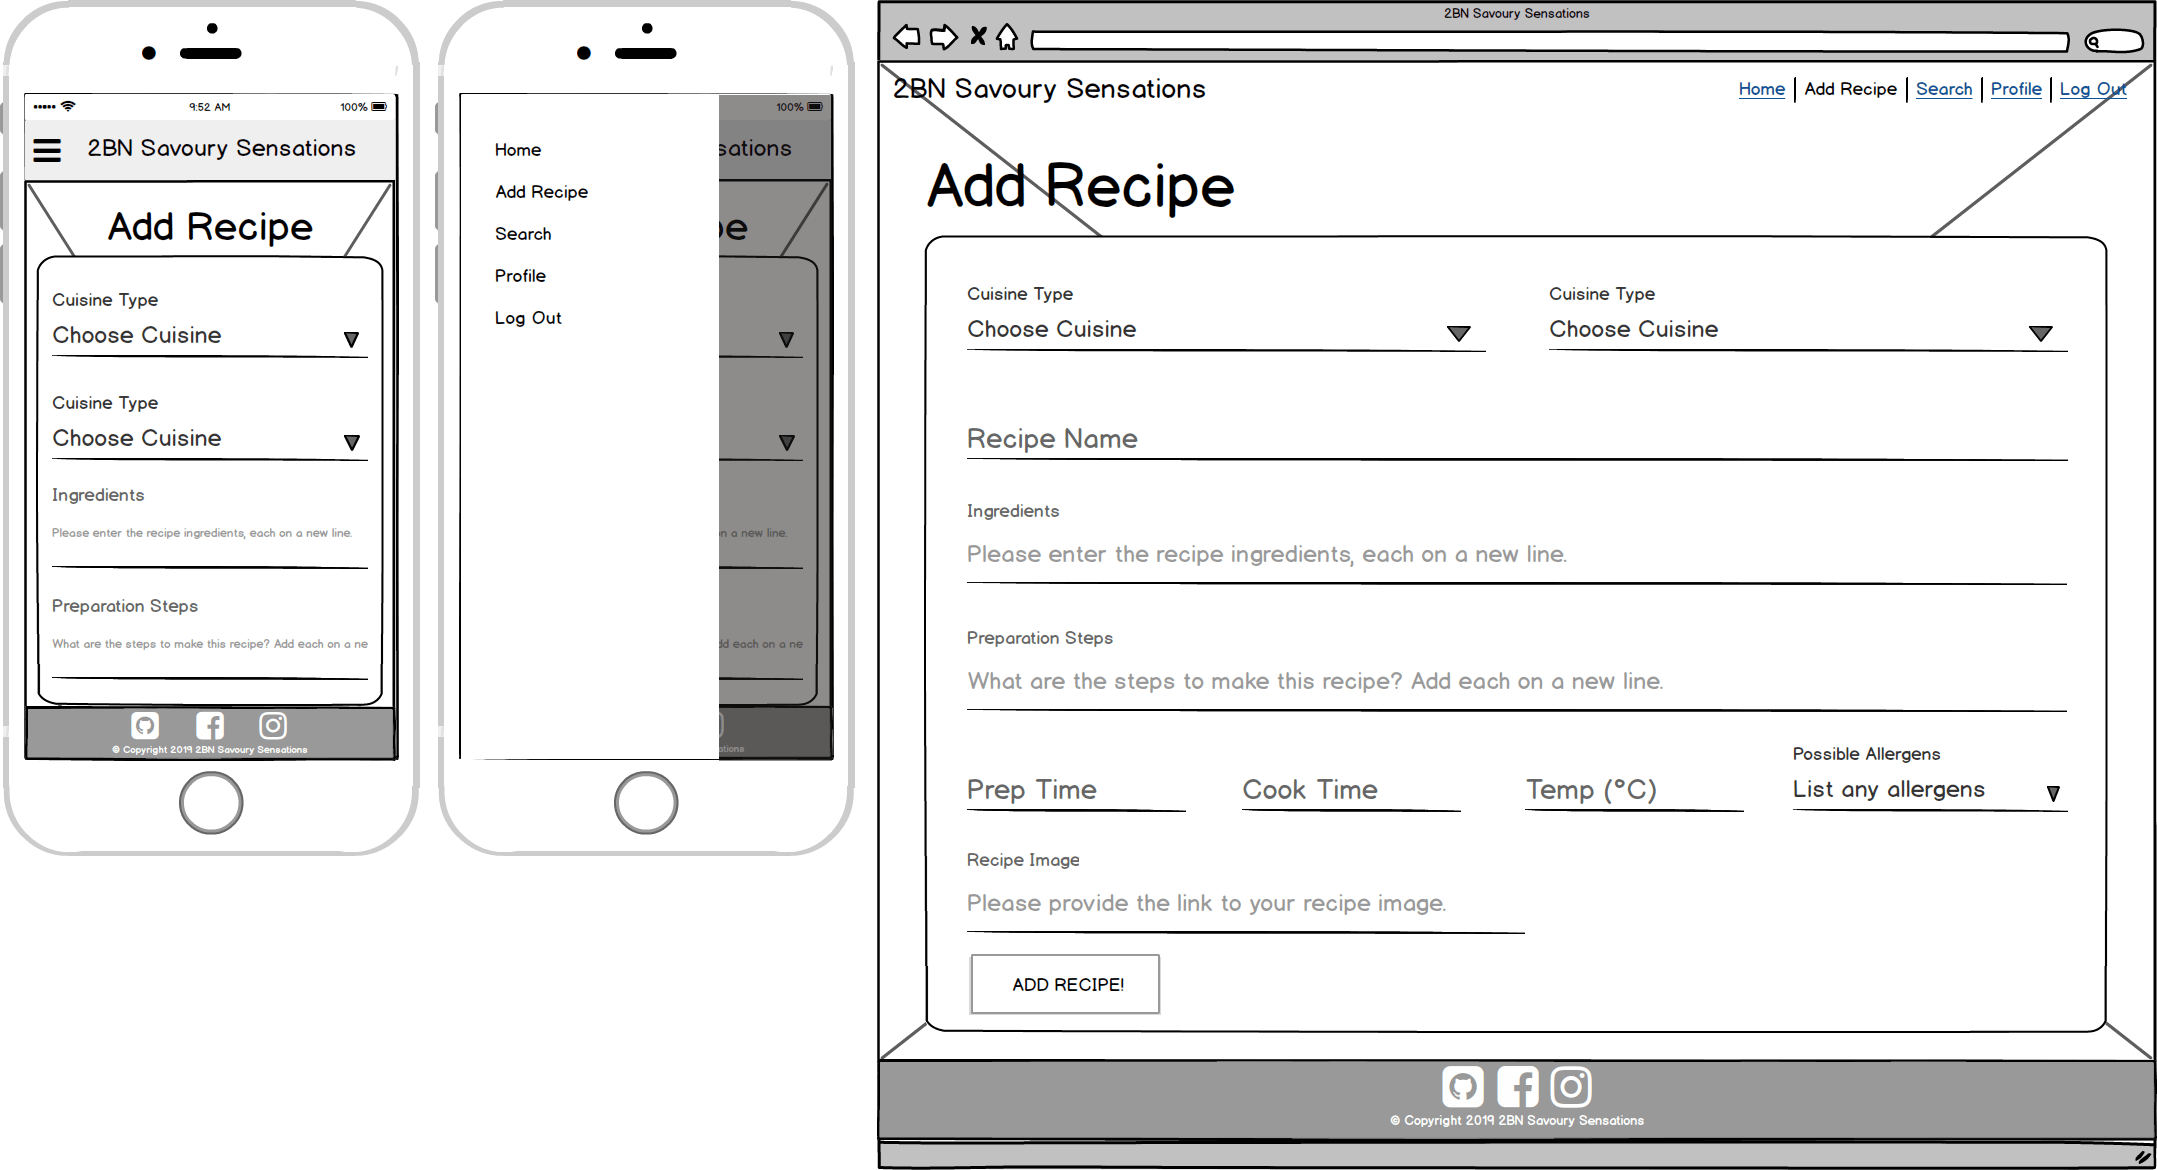 9:52 AM
100%
2BN Savoury Sensations
Add Recipe
Cuisine Type
Choose Cuisine
Cuisine Type
Choose Cuisine
Ingredients
Please enter the recipe ingredients, each on a new line.
Preparation Steps
What are the steps to make this recipe? Add each on a ne
© Copyright 2019 2BN Savoury Sensations
100%
sations
Home
Add Recipe
Search
Profile
Log Out
pe
n a new line.
dd each on a ne
ations
2BN Savoury Sensations
2BN Savoury Sensations
Home Add Recipe Search Profile Log Out
Add Recipe
Cuisine Type Cuisine Type
Choose Cuisine Choose Cuisine
Recipe Name
Ingredients
Please enter the recipe ingredients, each on a new line.
Preparation Steps
What are the steps to make this recipe? Add each on a new line.
Possible Allergens
Prep Time Cook Time Temp (°C) List any allergens
Recipe Image
Please provide the link to your recipe image.
ADD RECIPE!
© Copyright 2019 2BN Savoury Sensations